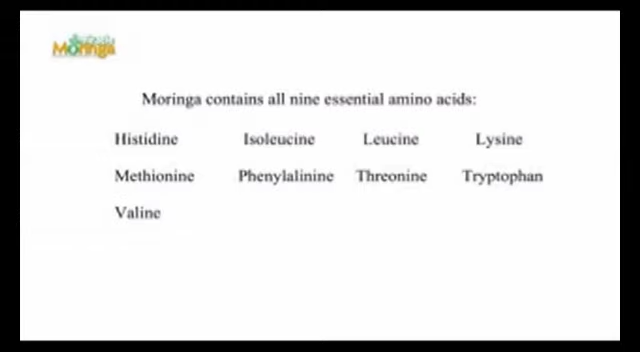 Moringa
Moringa contains all nine essential amino acids:
Histidine Isoleucine Leucine Lysine
Methionine Phenylalinine Threonine Tryptophan
Valine